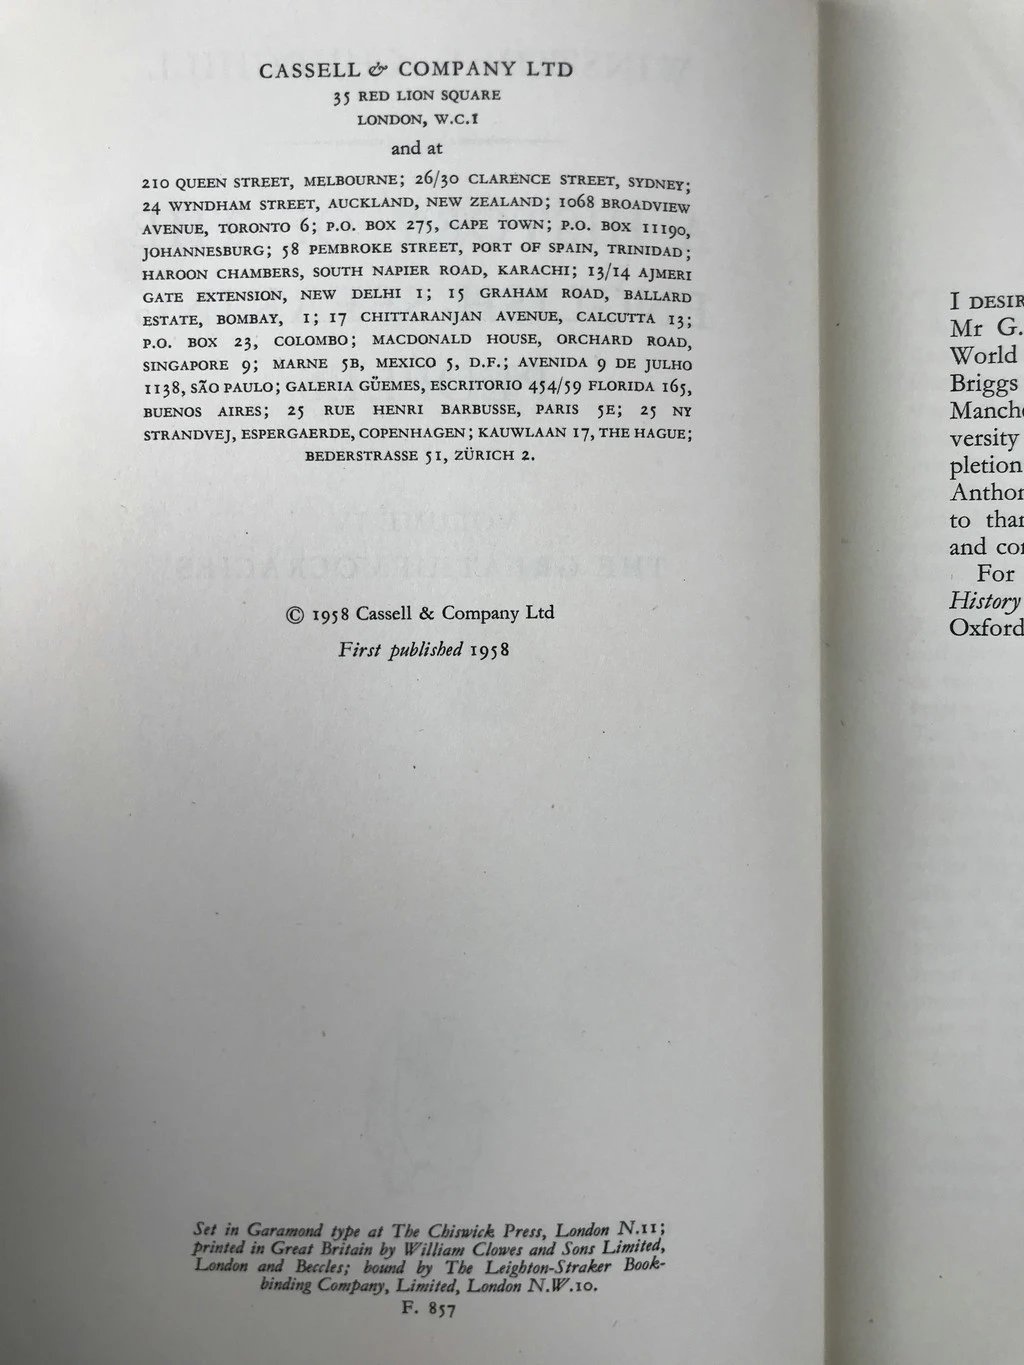 CASSELL & COMPANY LTD
35 RED LION SQUARE
LONDON, W.C.1
and at
210 QUEEN STREET, MELBOURNE; 26/30 CLARENCE STREET, SYDNEY;
24 WYNDHAM STREET, AUCKLAND, NEW ZEALAND; 1068 BROADVIEW
AVENUE, TORONTO 6; P.O. BOX 275, CAPE TOWN; P.O. BOX 11190,
JOHANNESBURG; 58 PEMBROKE STREET, PORT OF SPAIN, TRINIDAD;
HAROON CHAMBERS, SOUTH NAPIER ROAD, KARACHI; 13/14 AJMERI
GATE EXTENSION, NEW DELHI 1; 15 GRAHAM ROAD, BALLARD
ESTATE, BOMBAY, 1; 17 CHITTARANJAN AVENUE, CALCUTTA 13;
P.O. BOX 23, COLOMBO; MACDONALD HOUSE, ORCHARD ROAD,
SINGAPORE 9; MARNE 5B, MEXICO 5, D.F.; AVENIDA 9 DE JULHO
1138, SÃO PAULO; GALERIA GÜEMES, ESCRITORIO 454/59 FLORIDA 165,
BUENOS AIRES; 25 RUE HENRI BARBUSSE, PARIS 5E; 25 NY
STRANDVEJ, ESPERGAERDE, COPENHAGEN; KAUWLAAN 17, THE HAGUE;
BEDERSTRASSE 51, ZÜRICH 2.
© 1958 Cassell & Company Ltd
First published 1958
Set in Garamond type at The Chiswick Press, London N.11;
printed in Great Britain by William Clowes and Sons Limited,
London and Beccles; bound by The Leighton-Straker Book-
binding Company, Limited, London N.W.10.
F. 857
I DESIR
Mr G.
World
Briggs
Manche
versity
pletion
Anthon
to than
and con
For
History
Oxford